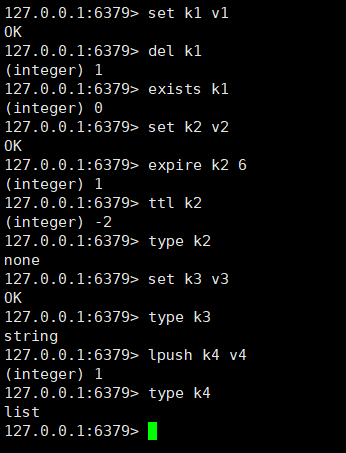 127.0.0.1:6379> set k1 v1
OK
127.0.0.1:6379> del k1
(integer) 1
127.0.0.1:6379> exists k1
(integer) 0
127.0.0.1:6379> set k2 v2
OK
127.0.0.1:6379> expire k2 6
(integer) 1
127.0.0.1:6379> ttl k2
(integer) -2
127.0.0.1:6379> type k2
none
127.0.0.1:6379> set k3 v3
OK
127.0.0.1:6379> type k3
string
127.0.0.1:6379> lpush k4 v4
(integer) 1
127.0.0.1:6379> type k4
list
127.0.0.1:6379>